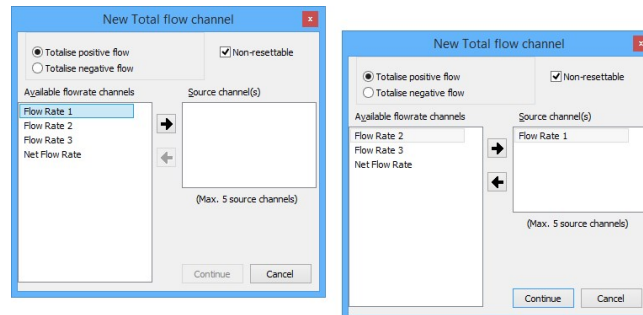 New Total flow channel
x
Totalise positive flow
Non-resettable
Totalise negative flow
Available flowrate channels
Source channel(s)
Flow Rate 1
Flow Rate 2
Flow Rate 3
Net Flow Rate
(Max. 5 source channels)
Continue
Cancel
New Total flow channel
x
Totalise positive flow
Non-resettable
Totalise negative flow
Available flowrate channels
Source channel(s)
Flow Rate 2
Flow Rate 1
Flow Rate 3
Net Flow Rate
(Max. 5 source channels)
Continue
Cancel